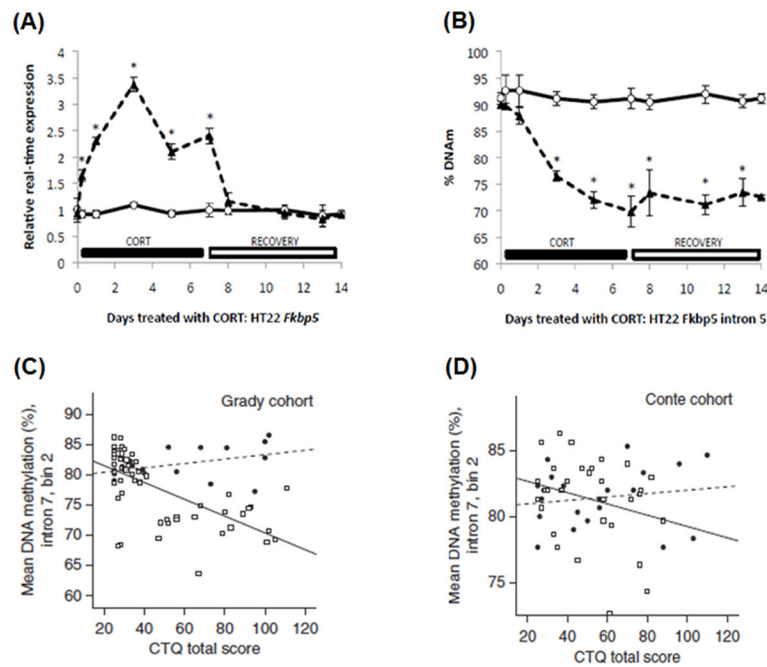 (A)
Relative real-time expression
4
3.5
3
2.5
2
1.5
1
0.5
0
* * * * *
CORT
RECOVERY
0 2 4 6 8 10 12 14
Days treated with CORT: HT22 Fkbp5
(B)
% DNAm
100
95
90
85
80
75
70
65
60
* * * * * *
CORT
RECOVERY
0 2 4 6 8 10 12 14
Days treated with CORT: HT22 Fkbp5 intron 5
(C)
Grady cohort
Mean DNA methylation (%),
intron 7, bin 2
90
85
80
75
70
65
60
20 40 60 80 100 120
CTQ total score
(D)
Conte cohort
Mean DNA methylation (%),
intron 7, bin 2
85
80
75
20 40 60 80 100 120
CTQ total score